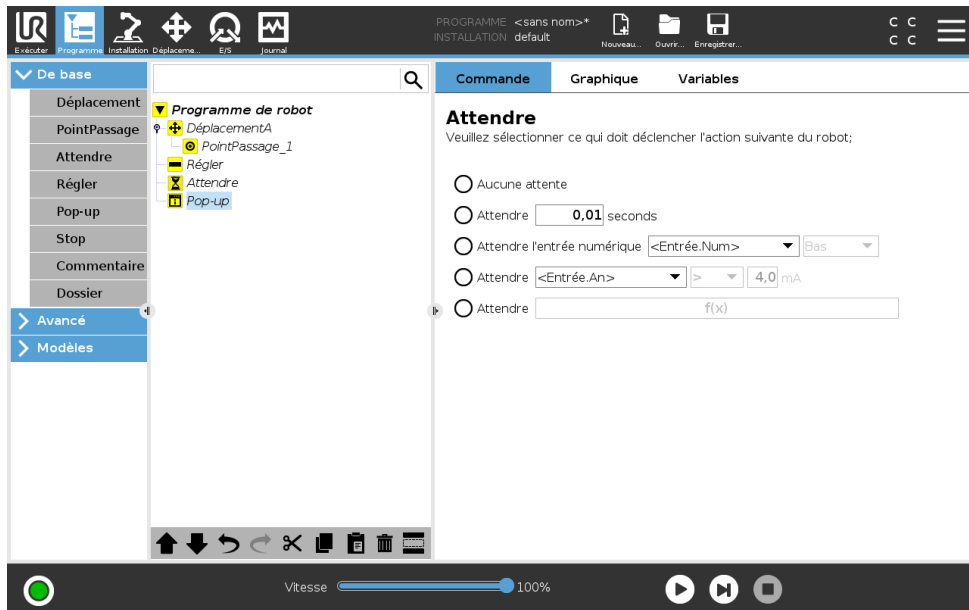 UR
Exécuter
Programme
Installation
Déplaceme...
E/S
Journal
PROGRAMME <sans nom>*
INSTALLATION default
Nouveau...
Ouvrir...
Enregistrer...
C C
C C
De base
Déplacement
PointPassage
Attendre
Régler
Pop-up
Stop
Commentaire
Dossier
Avancé
Modèles
Programme de robot
DéplacementA
PointPassage_1
Régler
Attendre
Pop-up
Commande
Graphique
Variables
Attendre
Veuillez sélectionner ce qui doit déclencher l'action suivante du robot;
Aucune attente
Attendre 0,01 seconds
Attendre l'entrée numérique <Entrée.Num> Bas
Attendre <Entrée.An> > 4,0 mA
Attendre f(x)
Vitesse 100%